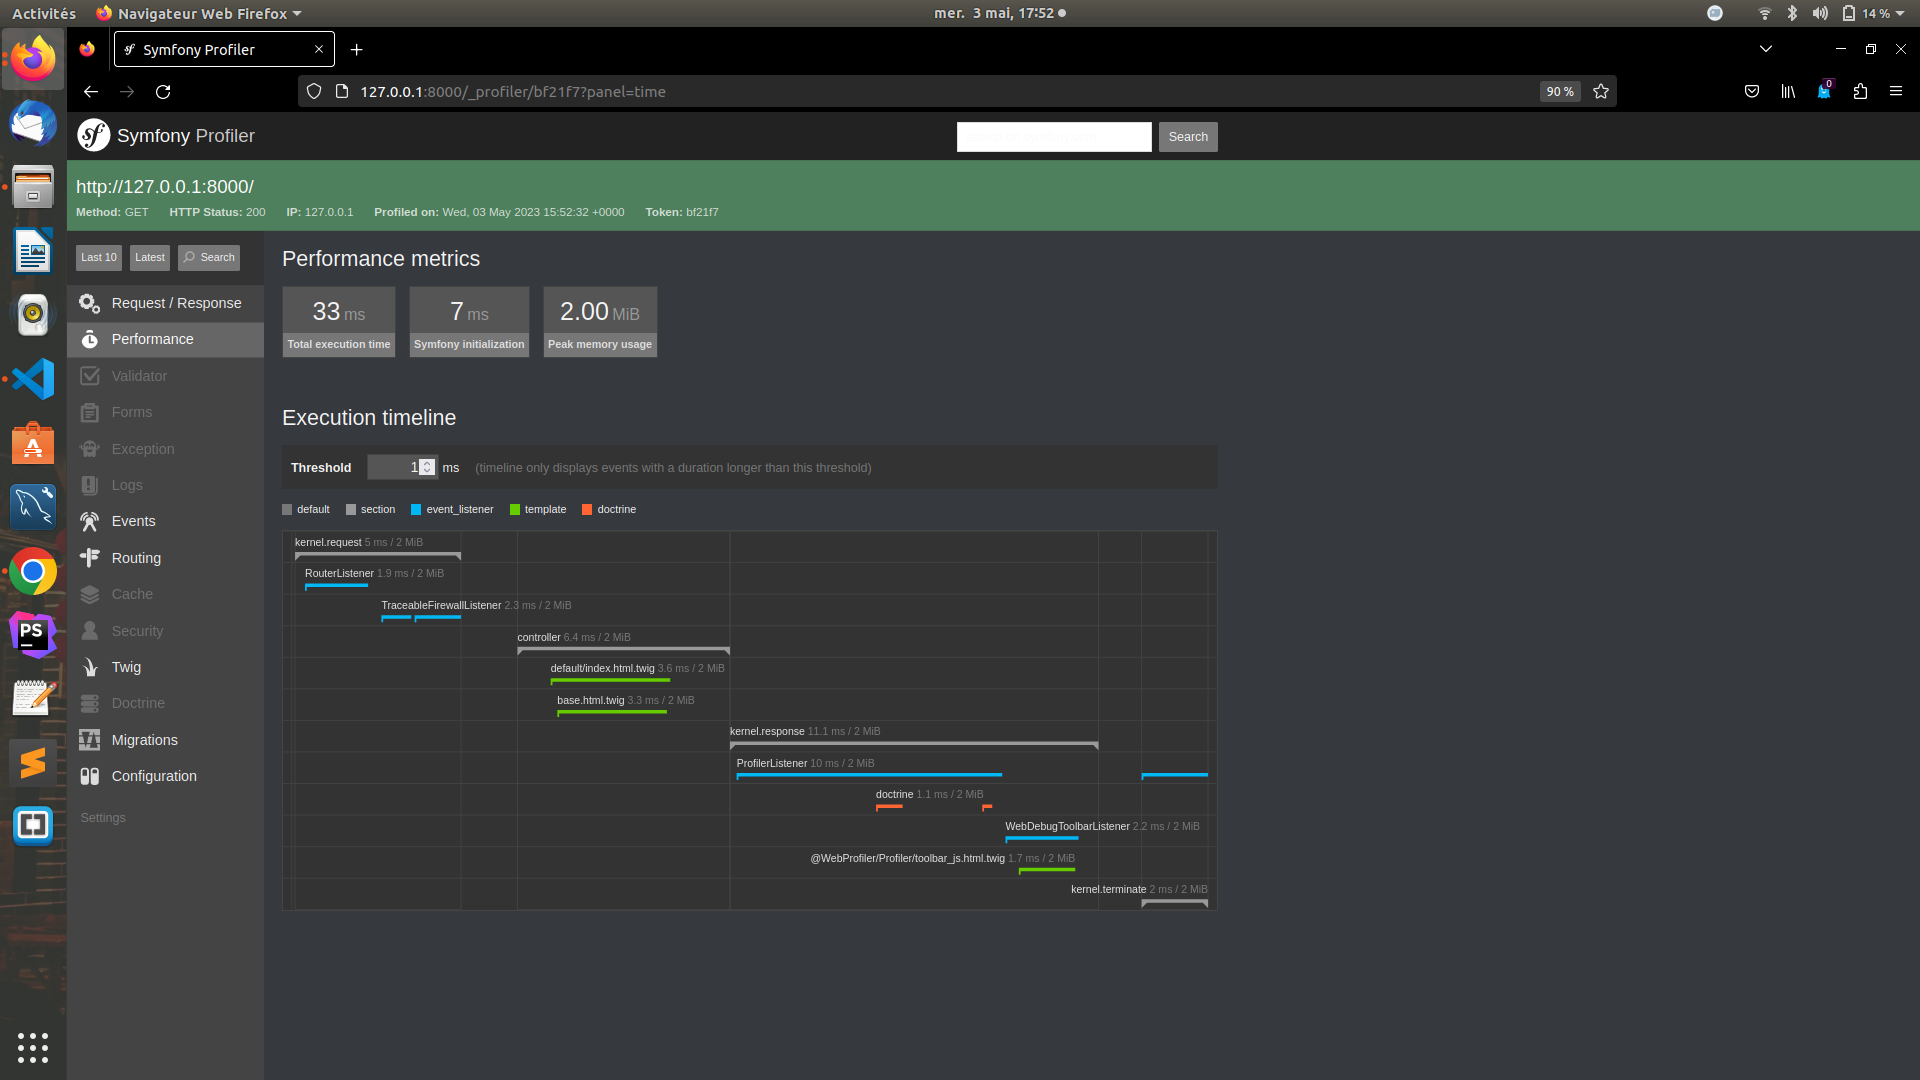 Activités
Navigateur Web Firefox
mer. 3 mai, 17:52
14 %
Symfony Profiler
127.0.0.1:8000/_profiler/bf21f7?panel=time
90 %
0
Symfony Profiler
Search
http://127.0.0.1:8000/
Method: GET HTTP Status: 200 IP: 127.0.0.1 Profiled on: Wed, 03 May 2023 15:52:32 +0000 Token: bf21f7
Last 10 Latest Search
Request / Response
Performance
Validator
Forms
Exception
Logs
Events
Routing
Cache
Security
Twig
Doctrine
Migrations
Configuration
Settings
Performance metrics
33 ms
Total execution time
7 ms
Symfony initialization
2.00 MiB
Peak memory usage
Execution timeline
Threshold 1 ms (timeline only displays events with a duration longer than this threshold)
default section event_listener template doctrine
kernel.request 5 ms / 2 MiB
RouterListener 1.9 ms / 2 MiB
TraceableFirewallListener 2.3 ms / 2 MiB
controller 6.4 ms / 2 MiB
default/index.html.twig 3.6 ms / 2 MiB
base.html.twig 3.3 ms / 2 MiB
kernel.response 11.1 ms / 2 MiB
ProfilerListener 10 ms / 2 MiB
doctrine 1.1 ms / 2 MiB
WebDebugToolbarListener 2.2 ms / 2 MiB
@WebProfiler/Profiler/toolbar_js.html.twig 1.7 ms / 2 MiB
kernel.terminate 2 ms / 2 MiB
PS